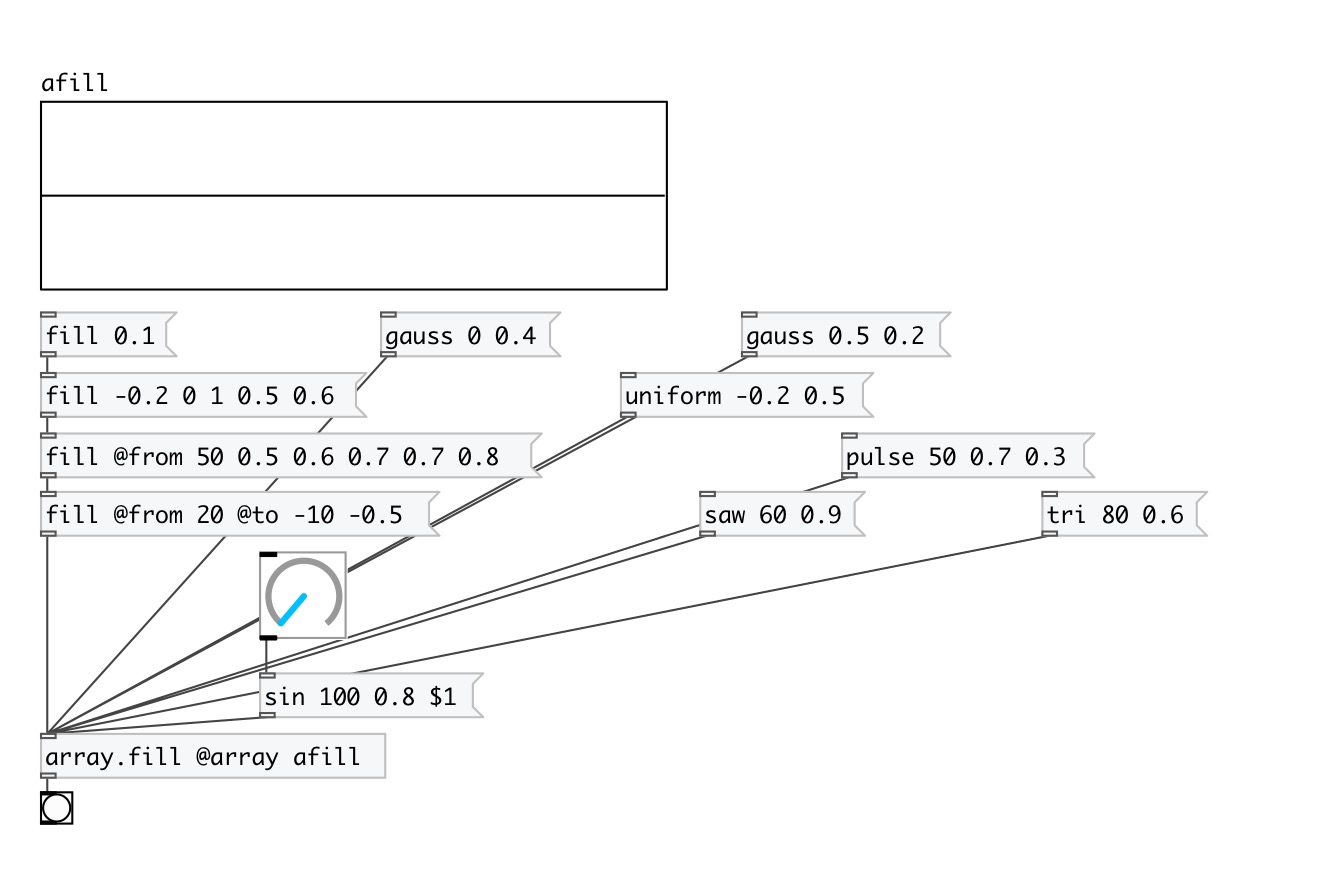 afill
fill 0.1
gauss 0 0.4
gauss 0.5 0.2
fill -0.2 0 1 0.5 0.6
uniform -0.2 0.5
fill @from 50 0.5 0.6 0.7 0.7 0.8
pulse 50 0.7 0.3
fill @from 20 @to -10 -0.5
saw 60 0.9
tri 80 0.6
sin 100 0.8 $1
array.fill @array afill